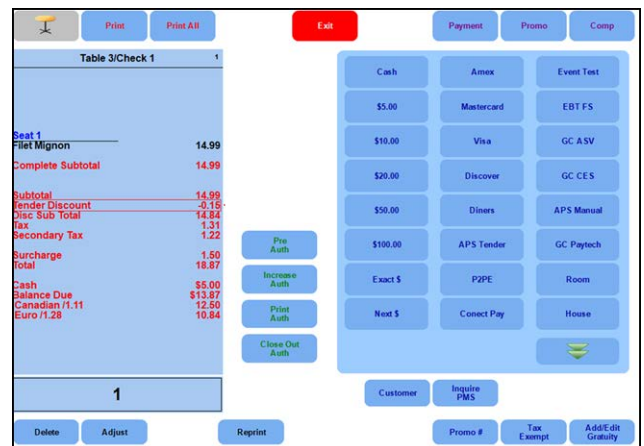 Print Print All Exit Payment Promo Comp
Table 3/Check 1 1
Seat 1
Filet Mignon 14.99
Complete Subtotal 14.99
Subtotal 14.99
Tender Discount -0.15
Disc Sub Total 14.84
Tax 1.31
Secondary Tax 1.22
Surcharge 1.50
Total 18.87
Cash $5.00
Balance Due $13.87
Canadian /1.11 12.50
Euro /1.28 10.84
1
Pre
Auth
Increase
Auth
Print
Auth
Close Out
Auth
Cash Amex Event Test
$5.00 Mastercard EBT FS
$10.00 Visa GC ASV
$20.00 Discover GC CES
$50.00 Diners APS Manual
$100.00 APS Tender GC Paytech
Exact $ P2PE Room
Next $ Conect Pay House
Customer
Inquire
PMS
Delete Adjust Reprint Promo #
Tax
Exempt
Add/Edit
Gratuity